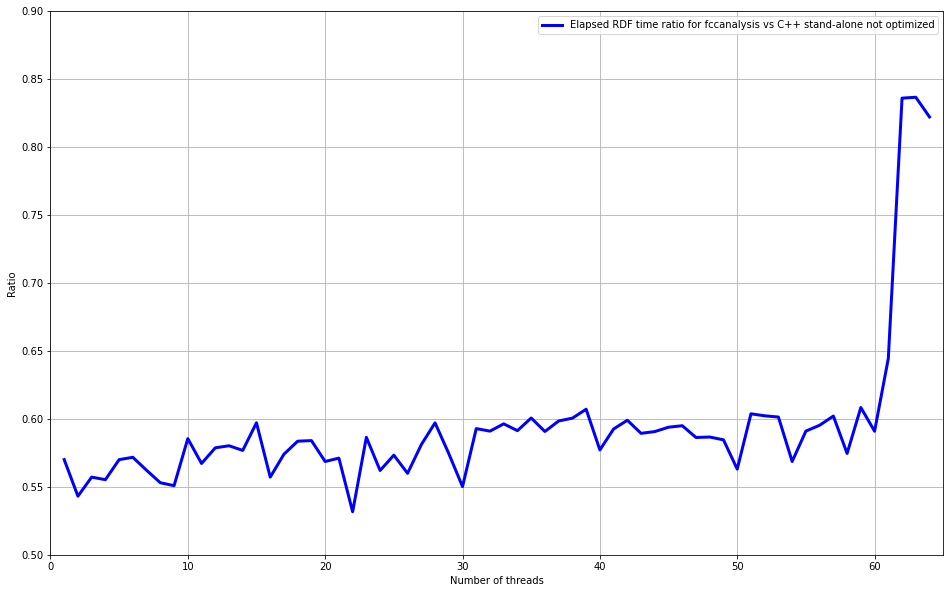 Elapsed RDF time ratio for fccanalysis vs C++ stand-alone not optimized
0.90
0.85
0.80
0.75
0.70
0.65
0.60
0.55
0.50
Ratio
0 10 20 30 40 50 60
Number of threads